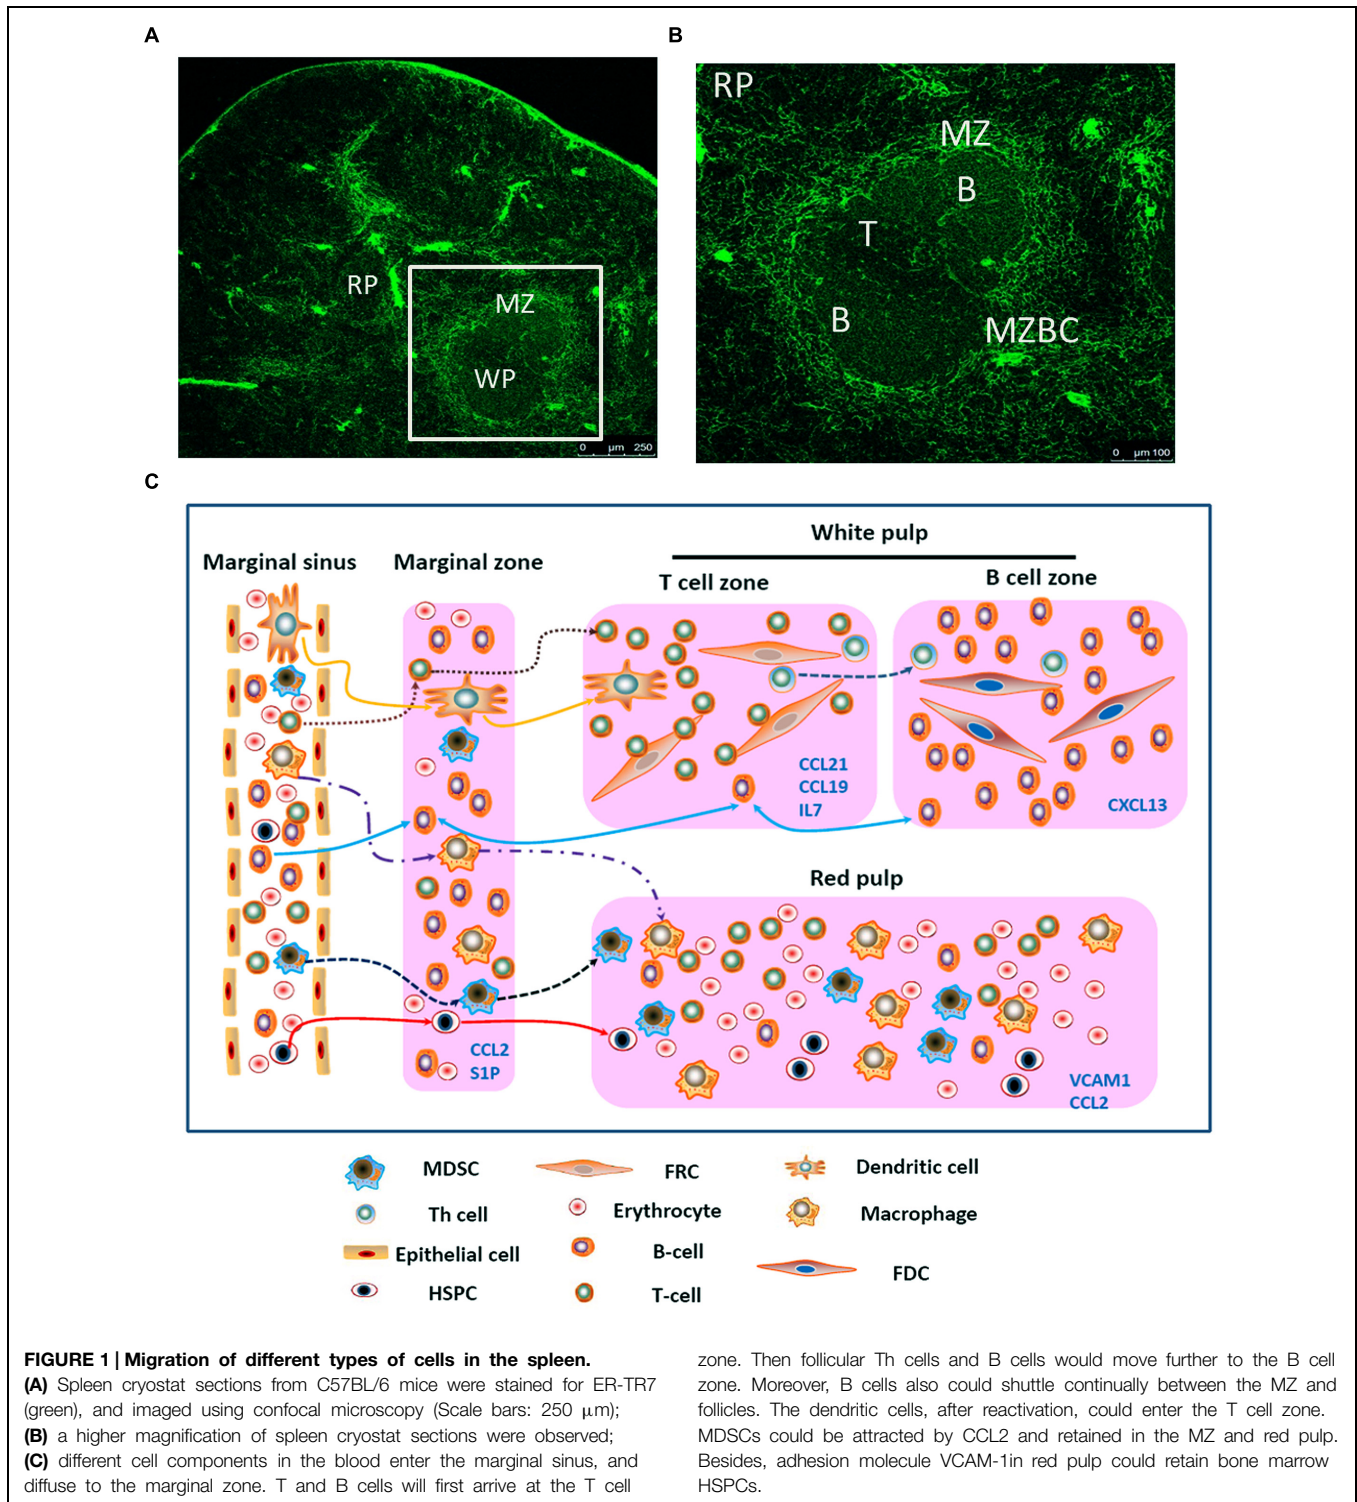 A
B
RP
MZ
WP
0 µm 250
RP
MZ
B
T
B
MZBC
0 µm 100
C
White pulp
Marginal sinus
Marginal zone
T cell zone
B cell zone
CCL21
CCL19
IL7
CXCL13
Red pulp
CCL2
S1P
VCAM1
CCL2
MDSC
FRC
Dendritic cell
Th cell
Erythrocyte
Macrophage
Epithelial cell
B-cell
FDC
HSPC
T-cell
FIGURE 1 | Migration of different types of cells in the spleen.
(A) Spleen cryostat sections from C57BL/6 mice were stained for ER-TR7
(green), and imaged using confocal microscopy (Scale bars: 250 µm);
(B) a higher magnification of spleen cryostat sections were observed;
(C) different cell components in the blood enter the marginal sinus, and
diffuse to the marginal zone. T and B cells will first arrive at the T cell
zone. Then follicular Th cells and B cells would move further to the B cell
zone. Moreover, B cells also could shuttle continually between the MZ and
follicles. The dendritic cells, after reactivation, could enter the T cell zone.
MDSCs could be attracted by CCL2 and retained in the MZ and red pulp.
Besides, adhesion molecule VCAM-1in red pulp could retain bone marrow
HSPCs.